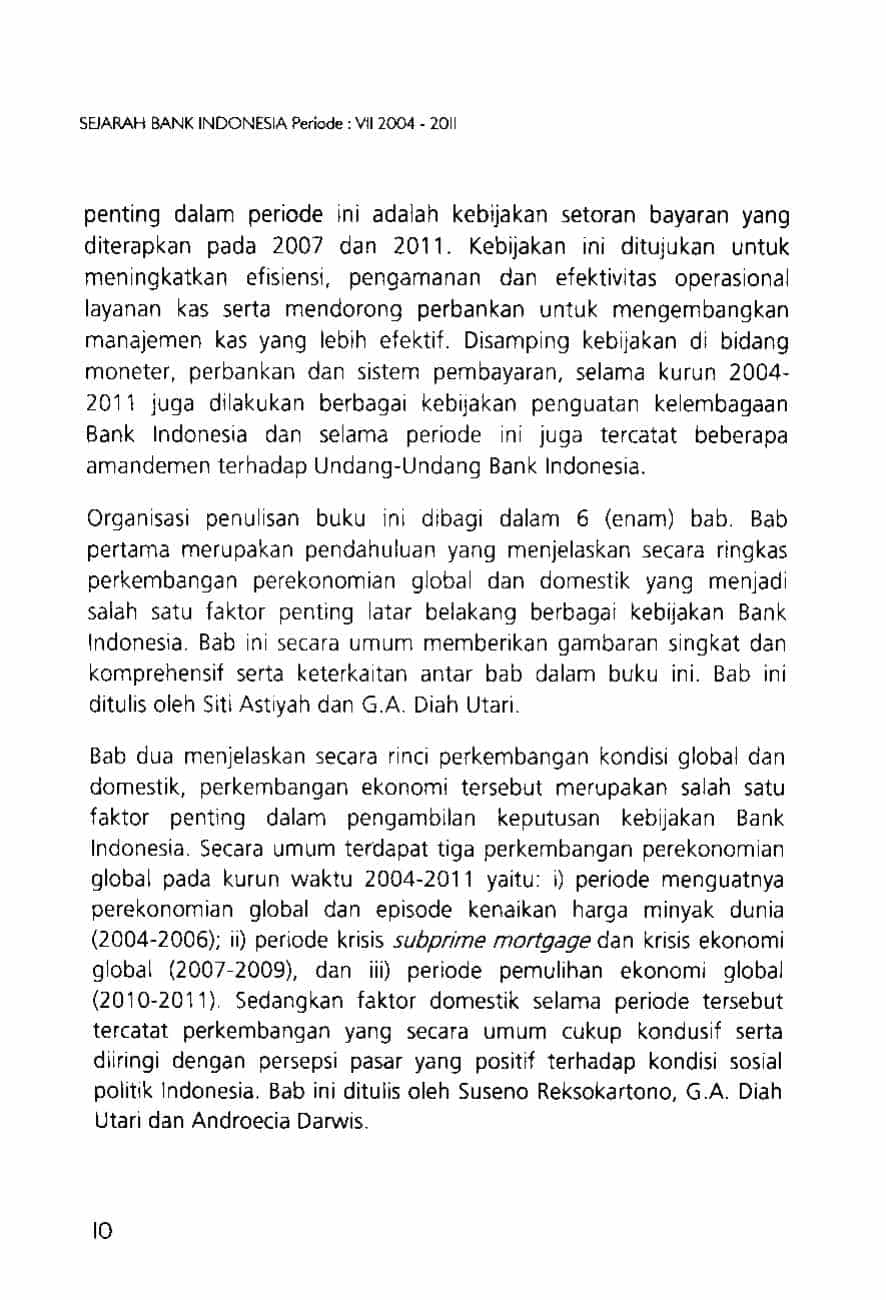 SEJARAH BANK INDONESIA Periode : VII 2004 - 2011
penting dalam periode ini adalah kebijakan setoran bayaran yang
diterapkan pada 2007 dan 2011. Kebijakan ini ditujukan untuk
meningkatkan efisiensi, pengamanan dan efektivitas operasional
layanan kas serta mendorong perbankan untuk mengembangkan
manajemen kas yang lebih efektif. Disamping kebijakan di bidang
moneter, perbankan dan sistem pembayaran, selama kurun 2004-
2011 juga dilakukan berbagai kebijakan penguatan kelembagaan
Bank Indonesia dan selama periode ini juga tercatat beberapa
amandemen terhadap Undang-Undang Bank Indonesia.
Organisasi penulisan buku ini dibagi dalam 6 (enam) bab. Bab
pertama merupakan pendahuluan yang menjelaskan secara ringkas
perkembangan perekonomian global dan domestik yang menjadi
salah satu faktor penting latar belakang berbagai kebijakan Bank
Indonesia. Bab ini secara umum memberikan gambaran singkat dan
komprehensif serta keterkaitan antar bab dalam buku ini. Bab ini
ditulis oleh Siti Astiyah dan G.A. Diah Utari.
Bab dua menjelaskan secara rinci perkembangan kondisi global dan
domestik, perkembangan ekonomi tersebut merupakan salah satu
faktor penting dalam pengambilan keputusan kebijakan Bank
Indonesia. Secara umum terdapat tiga perkembangan perekonomian
global pada kurun waktu 2004-2011 yaitu: i) periode menguatnya
perekonomian global dan episode kenaikan harga minyak dunia
(2004-2006); ii) periode krisis subprime mortgage dan krisis ekonomi
global (2007-2009), dan iii) periode pemulihan ekonomi global
(2010-2011). Sedangkan faktor domestik selama periode tersebut
tercatat perkembangan yang secara umum cukup kondusif serta
diiringi dengan persepsi pasar yang positif terhadap kondisi sosial
politik Indonesia. Bab ini ditulis oleh Suseno Reksokartono, G.A. Diah
Utari dan Androecia Darwis.
10